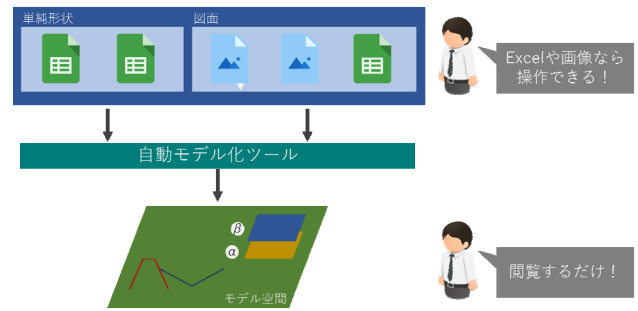 単純形状
図面
Excelや画像なら
操作できる！
自動モデル化ツール
β
α
モデル空間
閲覧するだけ！